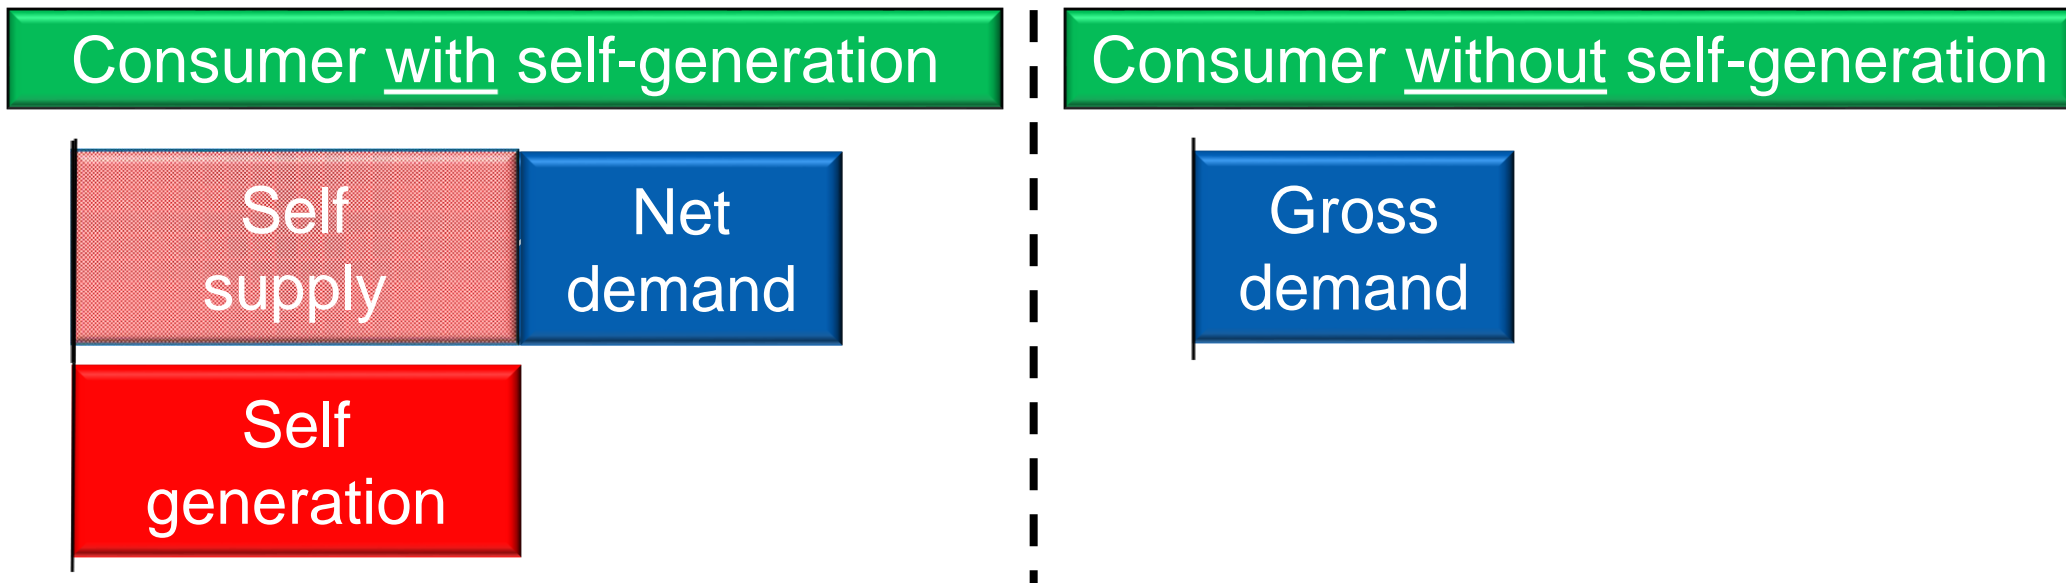 Consumer with self-generation
Consumer without self-generation
Self
supply
Net
demand
Gross
demand
Self
generation